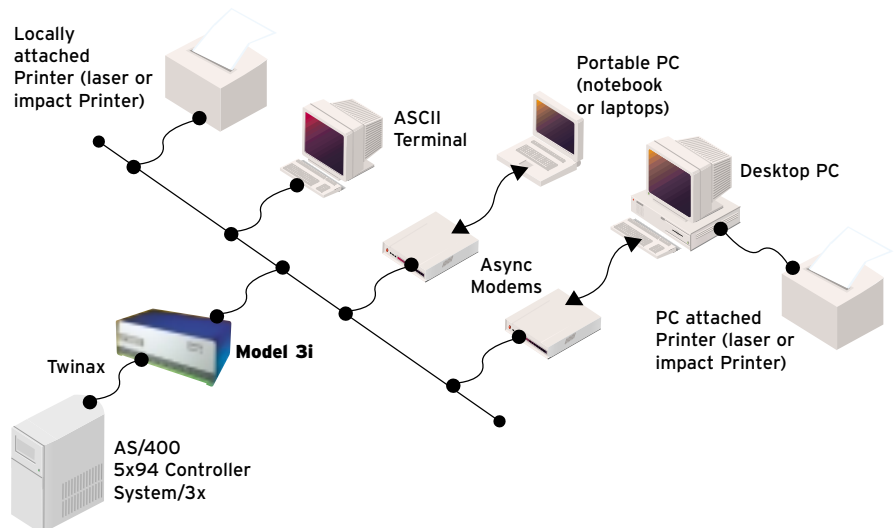 Locally
attached
Printer (laser or
impact Printer)
ASCII
Terminal
Portable PC
(notebook
or laptops)
Desktop PC
Async
Modems
PC attached
Printer (laser or
impact Printer)
Model 3i
Twinax
AS/400
5x94 Controller
System/3x